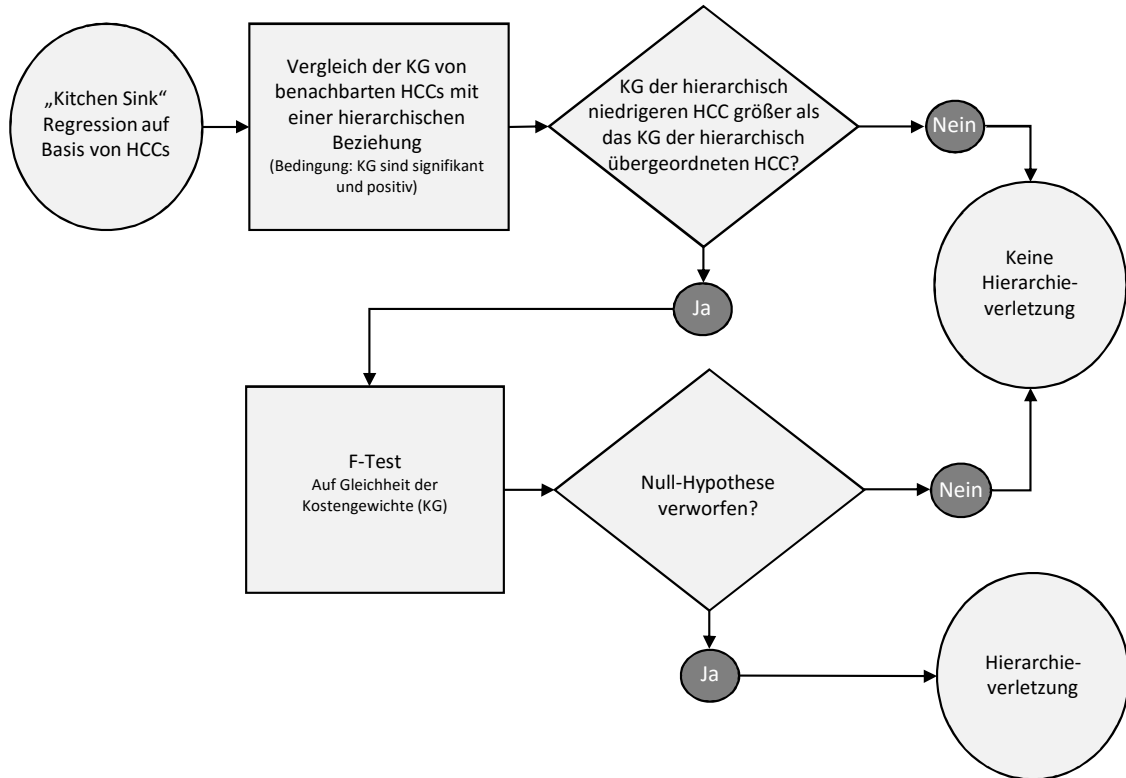 „Kitchen Sink“
Regression auf
Basis von HCCs
Vergleich der KG von
benachbarten HCCs mit
einer hierarchischen
Beziehung
(Bedingung: KG sind signifikant
und positiv)
KG der hierarchisch
niedrigeren HCC größer als
das KG der hierarchisch
übergeordneten HCC?
Nein
Keine
Hierarchie-
verletzung
Ja
F-Test
Auf Gleichheit der
Kostengewichte (KG)
Null-Hypothese
verworfen?
Nein
Ja
Hierarchie-
verletzung